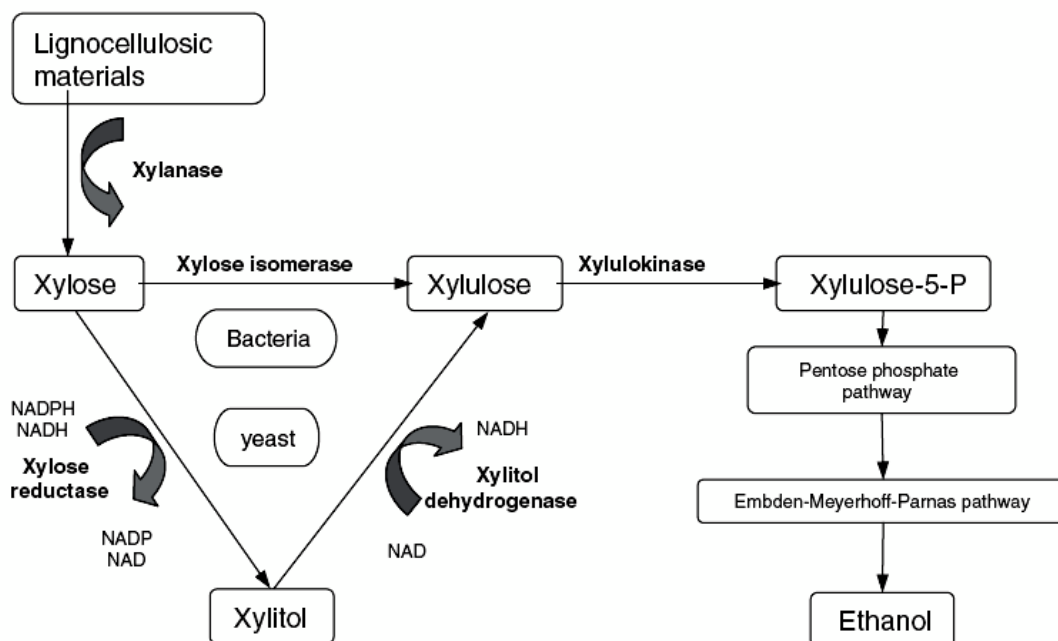 Lignocellulosic
materials
Xylanase
Xylose
Xylose isomerase
Xylulose
Xylulokinase
Xylulose-5-P
Bacteria
Pentose phosphate
pathway
NADPH
NADH
yeast
NADH
Xylose
reductase
Xylitol
dehydrogenase
Embden-Meyerhoff-Parnas pathway
NADP
NAD
NAD
Xylitol
Ethanol